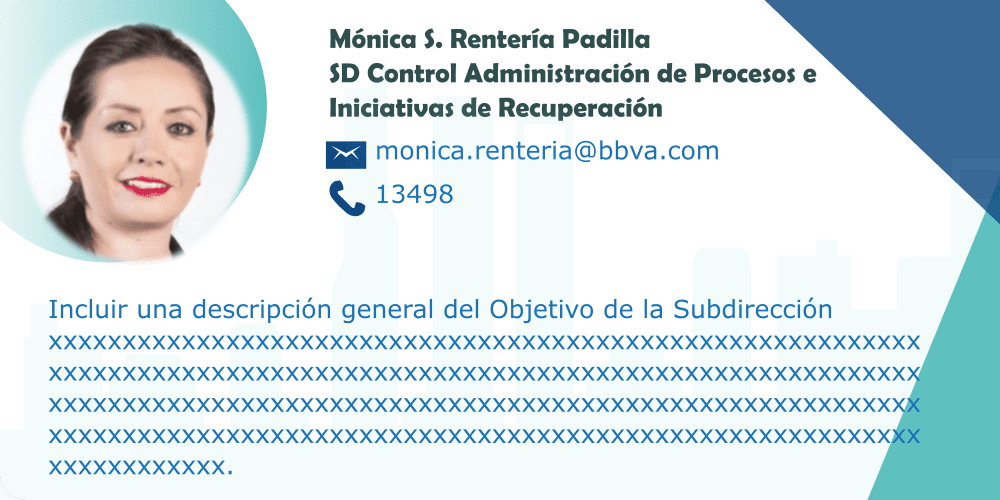 Mónica S. Rentería Padilla
SD Control Administración de Procesos e
Iniciativas de Recuperación
monica.renteria@bbva.com
13498
Incluir una descripción general del Objetivo de la Subdirección
xxxxxxxxxxxxxxxxxxxxxxxxxxxxxxxxxxxxxxxxxxxxxxxxxxxxxxxxxxx
xxxxxxxxxxxxxxxxxxxxxxxxxxxxxxxxxxxxxxxxxxxxxxxxxxxxxxxxxxx
xxxxxxxxxxxxxxxxxxxxxxxxxxxxxxxxxxxxxxxxxxxxxxxxxxxxxxxxxxx
xxxxxxxxxxxxxxxxxxxxxxxxxxxxxxxxxxxxxxxxxxxxxxxxxxxxxxxxxxx
xxxxxxxxxxxx.